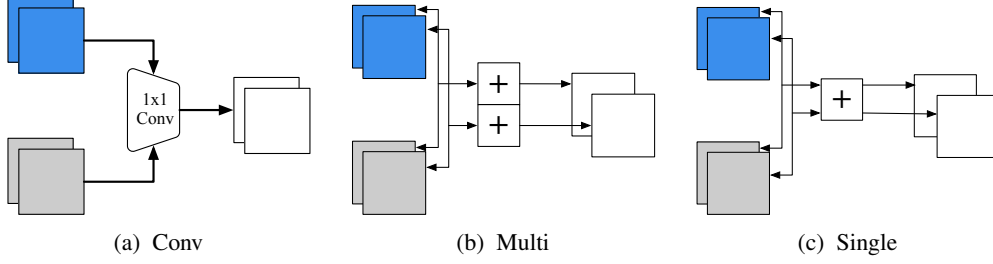 1x1
Conv
+
+
+
(a) Conv
(b) Multi
(c) Single